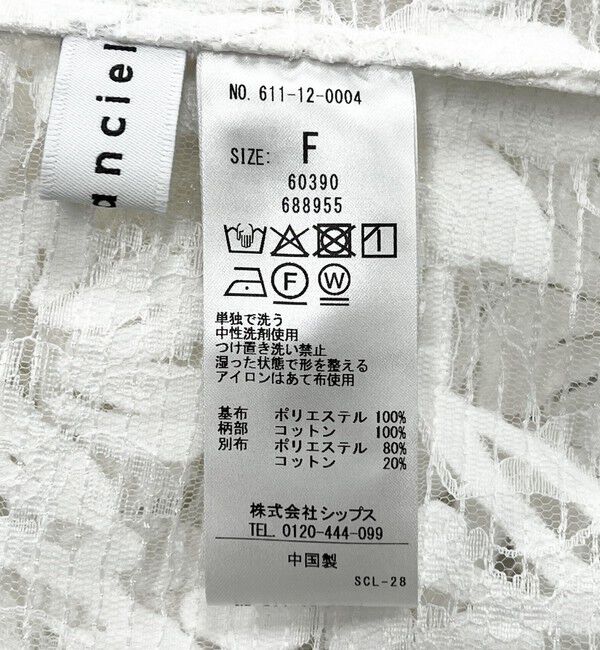 anciel
NO. 611-12-0004
SIZE: F
60390
688955
F W
単独で洗う
中性洗剤使用
つけ置き洗い禁止
湿った状態で形を整える
アイロンはあて布使用
基布 ポリエステル 100%
柄部 コットン 100%
別布 ポリエステル 80%
コットン 20%
株式会社シップス
TEL. 0120-444-099
中国製
SCL-28